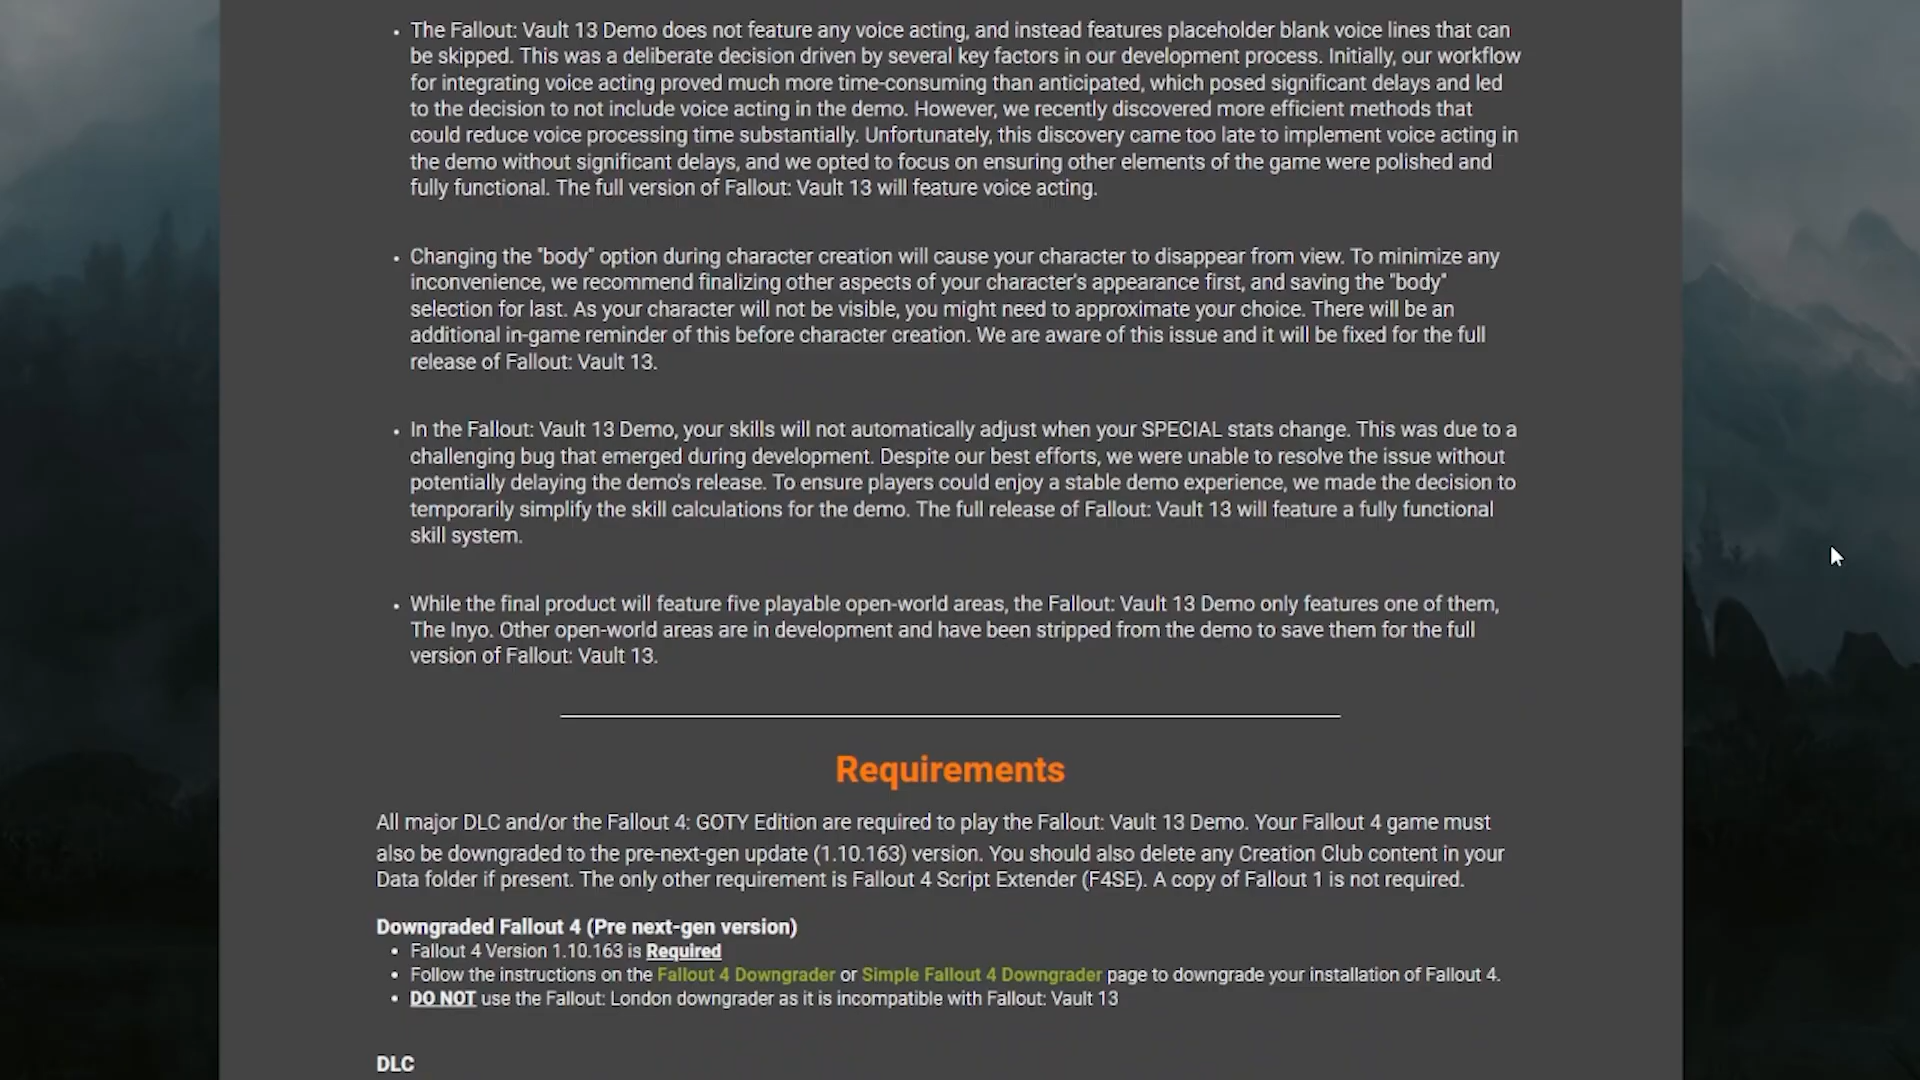 • The Fallout: Vault 13 Demo does not feature any voice acting, and instead features placeholder blank voice lines that can
be skipped. This was a deliberate decision driven by several key factors in our development process. Initially, our workflow
for integrating voice acting proved much more time-consuming than anticipated, which posed significant delays and led
to the decision to not include voice acting in the demo. However, we recently discovered more efficient methods that
could reduce voice processing time substantially. Unfortunately, this discovery came too late to implement voice acting in
the demo without significant delays, and we opted to focus on ensuring other elements of the game were polished and
fully functional. The full version of Fallout: Vault 13 will feature voice acting.
• Changing the "body" option during character creation will cause your character to disappear from view. To minimize any
inconvenience, we recommend finalizing other aspects of your character's appearance first, and saving the "body"
selection for last. As your character will not be visible, you might need to approximate your choice. There will be an
additional in-game reminder of this before character creation. We are aware of this issue and it will be fixed for the full
release of Fallout: Vault 13.
• In the Fallout: Vault 13 Demo, your skills will not automatically adjust when your SPECIAL stats change. This was due to a
challenging bug that emerged during development. Despite our best efforts, we were unable to resolve the issue without
potentially delaying the demo's release. To ensure players could enjoy a stable demo experience, we made the decision to
temporarily simplify the skill calculations for the demo. The full release of Fallout: Vault 13 will feature a fully functional
skill system.
• While the final product will feature five playable open-world areas, the Fallout: Vault 13 Demo only features one of them,
The Inyo. Other open-world areas are in development and have been stripped from the demo to save them for the full
version of Fallout: Vault 13.
Requirements
All major DLC and/or the Fallout 4: GOTY Edition are required to play the Fallout: Vault 13 Demo. Your Fallout 4 game must
also be downgraded to the pre-next-gen update (1.10.163) version. You should also delete any Creation Club content in your
Data folder if present. The only other requirement is Fallout 4 Script Extender (F4SE). A copy of Fallout 1 is not required.
Downgraded Fallout 4 (Pre next-gen version)
• Fallout 4 Version 1.10.163 is Required
• Follow the instructions on the Fallout 4 Downgrader or Simple Fallout 4 Downgrader page to downgrade your installation of Fallout 4.
• DO NOT use the Fallout: London downgrader as it is incompatible with Fallout: Vault 13
DLC